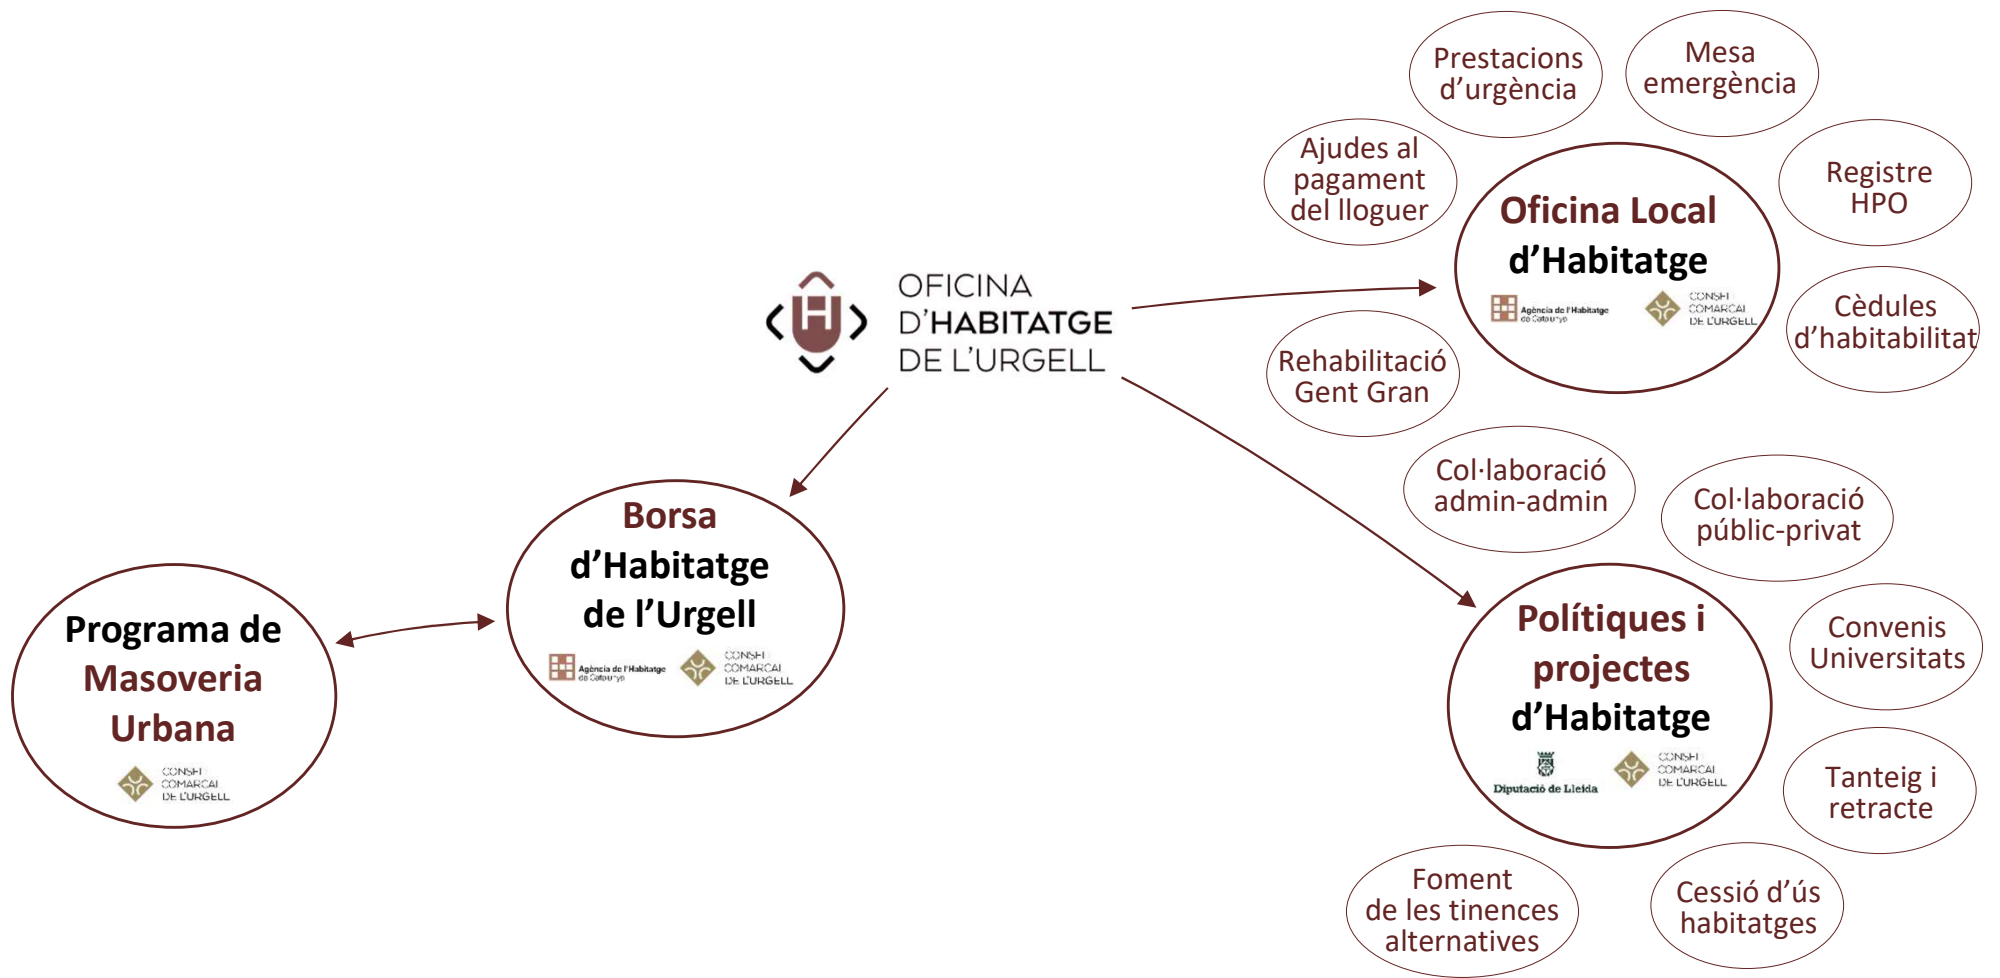 Prestacions
d'urgència
Mesa
emergència
Ajudes al
pagament
del lloguer
Registre
HPO
Oficina Local
d'Habitatge
Agència de l'Habitatge
de Catalunya
CONSELL
COMARCAL
DE L'URGELL
Cèdules
d'habitabilitat
OFICINA
D'HABITATGE
DE L'URGELL
Rehabilitació
Gent Gran
Col·laboració
admin-admin
Col·laboració
públic-privat
Borsa
d'Habitatge
de l'Urgell
Agència de l'Habitatge
de Catalunya
CONSELL
COMARCAL
DE L'URGELL
Programa de
Masoveria
Urbana
CONSELL
COMARCAL
DE L'URGELL
Polítiques i
projectes
d'Habitatge
Diputació de Lleida
CONSELL
COMARCAL
DE L'URGELL
Convenis
Universitats
Tanteig i
retracte
Foment
de les tinences
alternatives
Cessió d'ús
habitatges